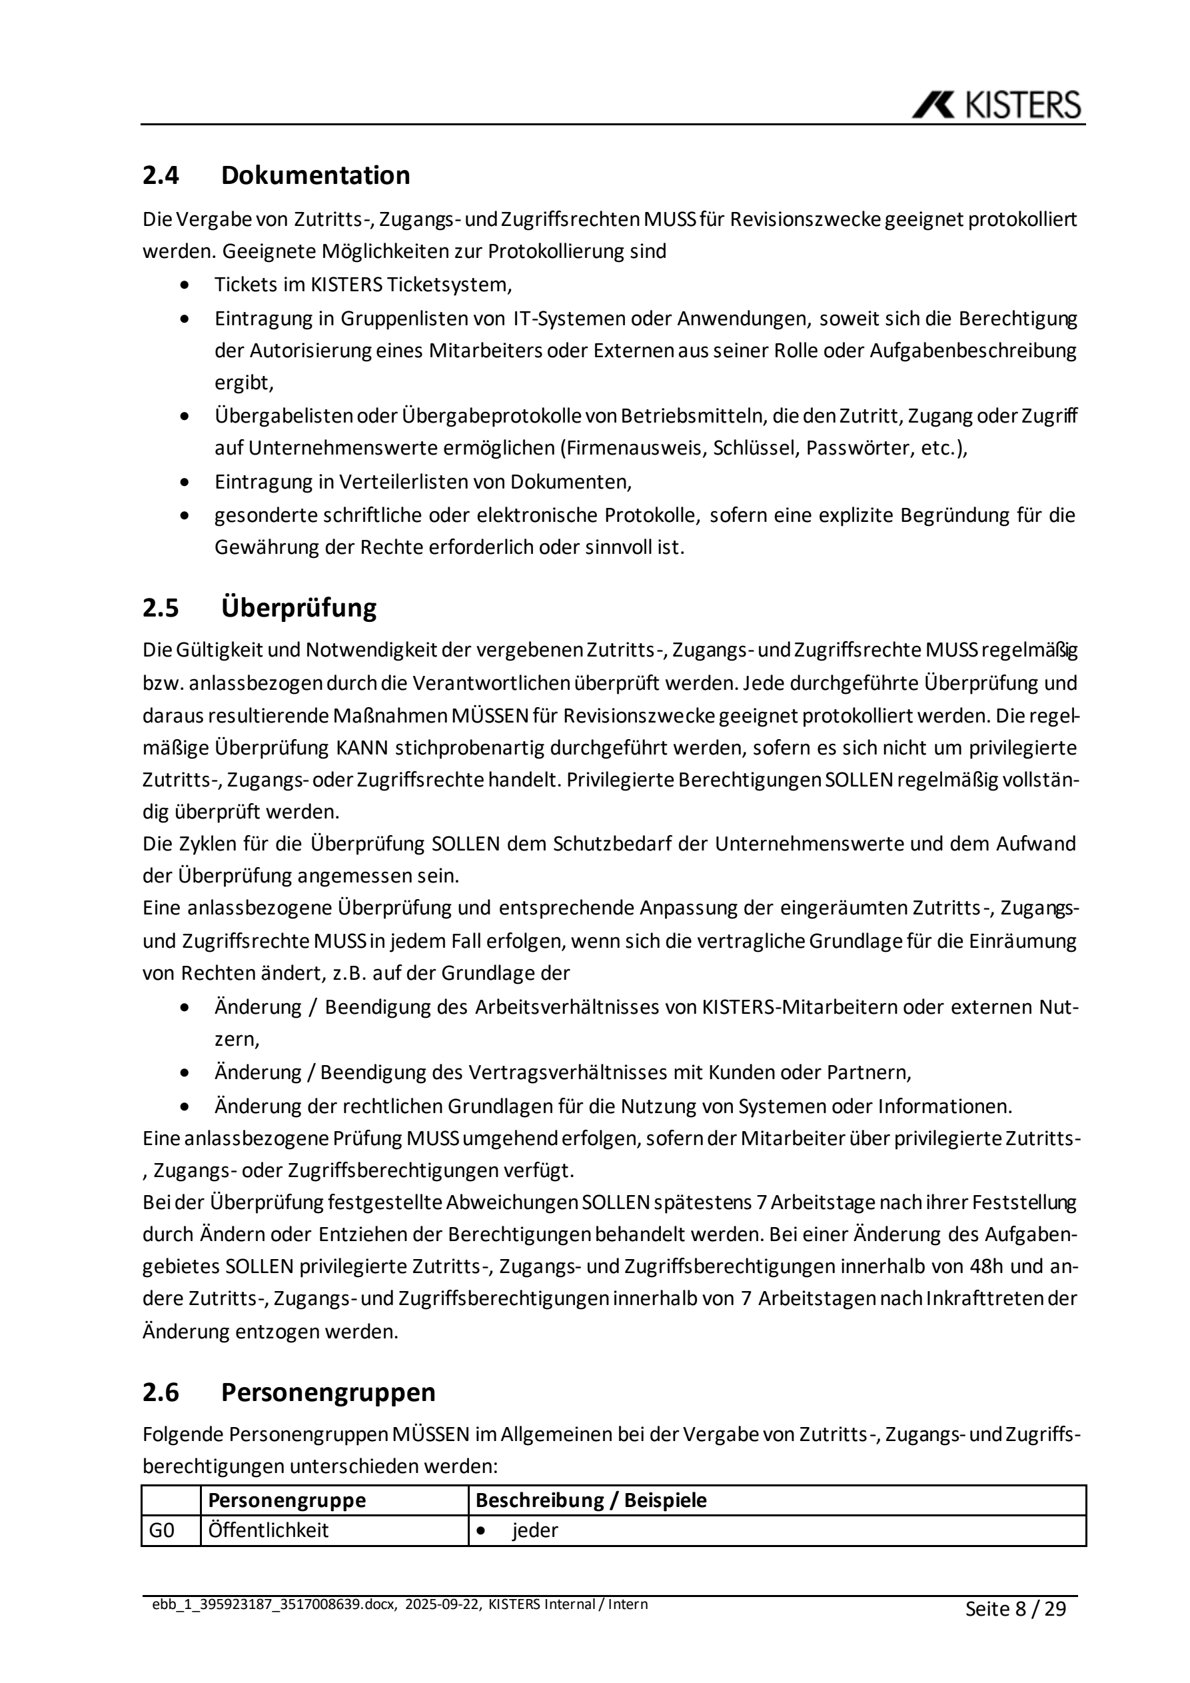 KISTERS
2.4 Dokumentation
Die Vergabe von Zutritts-, Zugangs- und Zugriffsrechten MUSS für Revisionszwecke geeignet protokolliert
werden. Geeignete Möglichkeiten zur Protokollierung sind
• Tickets im KISTERS Ticketsystem,
• Eintragung in Gruppenlisten von IT-Systemen oder Anwendungen, soweit sich die Berechtigung
der Autorisierung eines Mitarbeiters oder Externen aus seiner Rolle oder Aufgabenbeschreibung
ergibt,
• Übergabelisten oder Übergabeprotokolle von Betriebsmitteln, die den Zutritt, Zugang oder Zugriff
auf Unternehmenswerte ermöglichen (Firmenausweis, Schlüssel, Passwörter, etc.),
• Eintragung in Verteilerlisten von Dokumenten,
• gesonderte schriftliche oder elektronische Protokolle, sofern eine explizite Begründung für die
Gewährung der Rechte erforderlich oder sinnvoll ist.
2.5 Überprüfung
Die Gültigkeit und Notwendigkeit der vergebenen Zutritts-, Zugangs- und Zugriffsrechte MUSS regelmäßig
bzw. anlassbezogen durch die Verantwortlichen überprüft werden. Jede durchgeführte Überprüfung und
daraus resultierende Maßnahmen MÜSSEN für Revisionszwecke geeignet protokolliert werden. Die regel-
mäßige Überprüfung KANN stichprobenartig durchgeführt werden, sofern es sich nicht um privilegierte
Zutritts-, Zugangs- oder Zugriffsrechte handelt. Privilegierte Berechtigungen SOLLEN regelmäßig vollstän-
dig überprüft werden.
Die Zyklen für die Überprüfung SOLLEN dem Schutzbedarf der Unternehmenswerte und dem Aufwand
der Überprüfung angemessen sein.
Eine anlassbezogene Überprüfung und entsprechende Anpassung der eingeräumten Zutritts-, Zugangs-
und Zugriffsrechte MUSS in jedem Fall erfolgen, wenn sich die vertragliche Grundlage für die Einräumung
von Rechten ändert, z.B. auf der Grundlage der
• Änderung / Beendigung des Arbeitsverhältnisses von KISTERS-Mitarbeitern oder externen Nut-
zern,
• Änderung / Beendigung des Vertragsverhältnisses mit Kunden oder Partnern,
• Änderung der rechtlichen Grundlagen für die Nutzung von Systemen oder Informationen.
Eine anlassbezogene Prüfung MUSS umgehend erfolgen, sofern der Mitarbeiter über privilegierte Zutritts-
, Zugangs- oder Zugriffsberechtigungen verfügt.
Bei der Überprüfung festgestellte Abweichungen SOLLEN spätestens 7 Arbeitstage nach ihrer Feststellung
durch Ändern oder Entziehen der Berechtigungen behandelt werden. Bei einer Änderung des Aufgaben-
gebietes SOLLEN privilegierte Zutritts-, Zugangs- und Zugriffsberechtigungen innerhalb von 48h und an-
dere Zutritts-, Zugangs- und Zugriffsberechtigungen innerhalb von 7 Arbeitstagen nach Inkrafttreten der
Änderung entzogen werden.
2.6 Personengruppen
Folgende Personengruppen MÜSSEN im Allgemeinen bei der Vergabe von Zutritts-, Zugangs- und Zugriffs-
berechtigungen unterschieden werden:
Personengruppe Beschreibung / Beispiele
G0 Öffentlichkeit • jeder
ebb_1_395923187_3517008639.docx, 2025-09-22, KISTERS Internal / Intern Seite 8 / 29